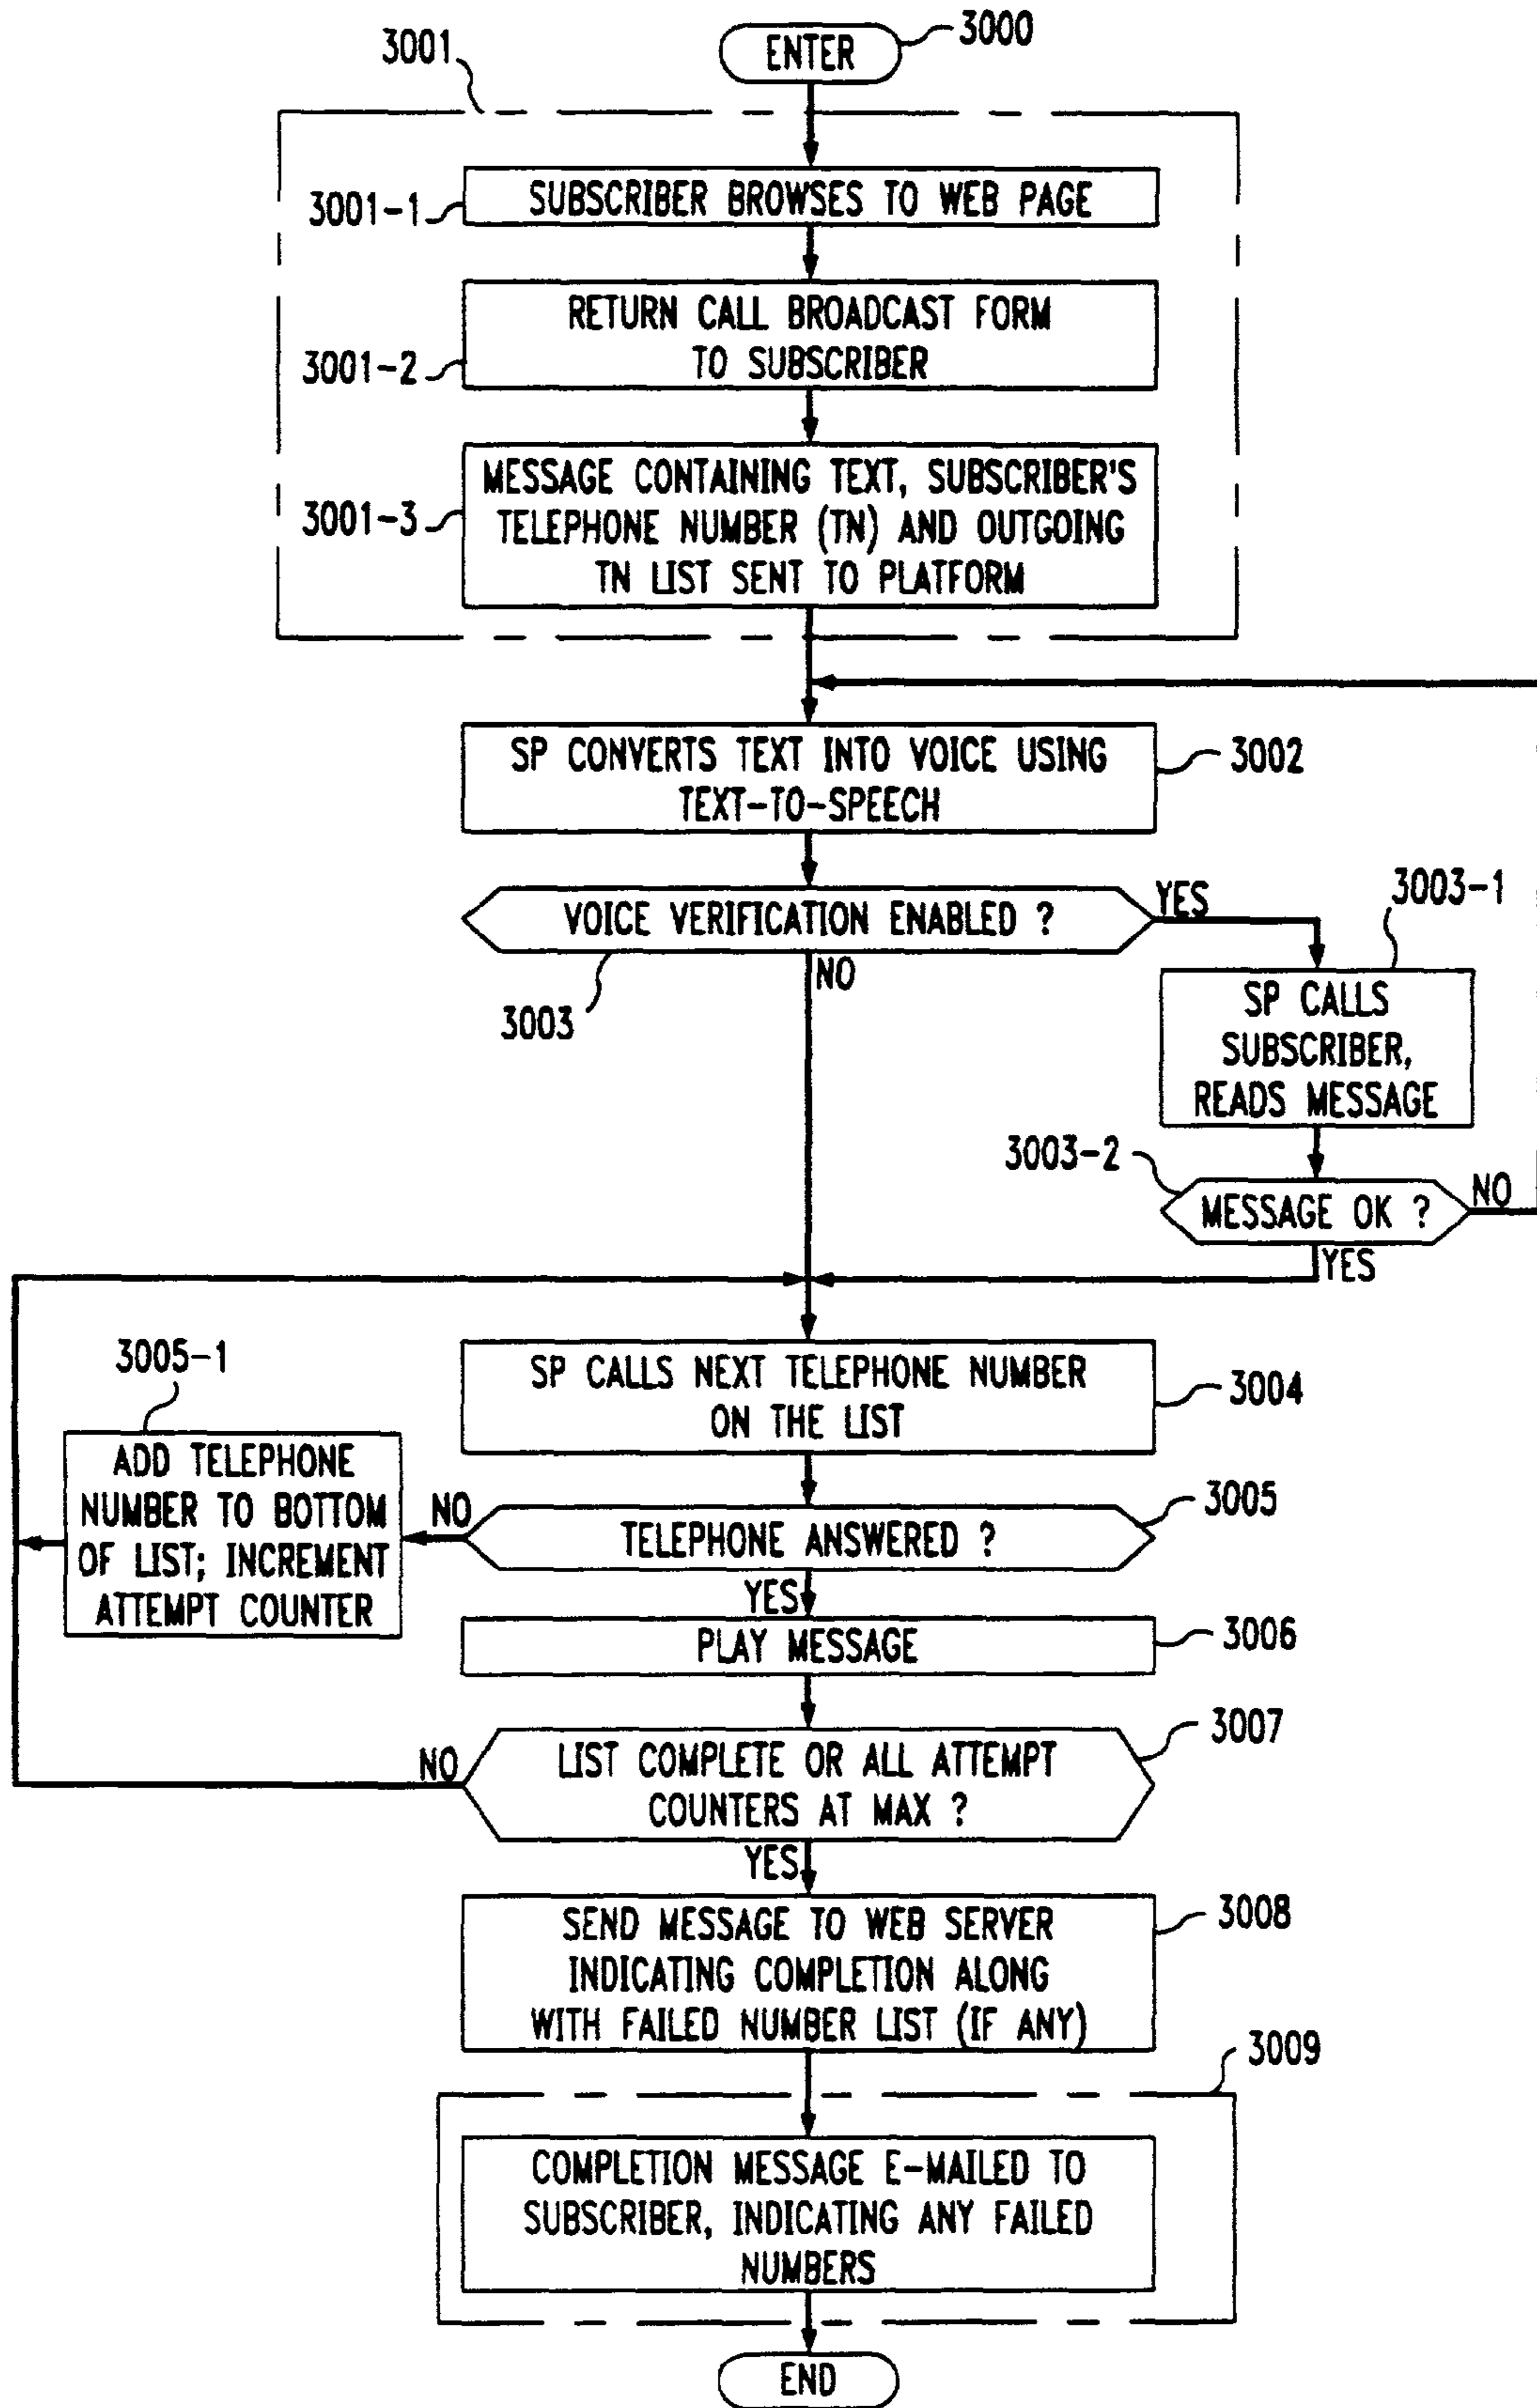 ENTER
3000
3001
3001-1
SUBSCRIBER BROWSES TO WEB PAGE
3001-2
RETURN CALL BROADCAST FORM
TO SUBSCRIBER
3001-3
MESSAGE CONTAINING TEXT, SUBSCRIBER'S
TELEPHONE NUMBER (TN) AND OUTGOING
TN LIST SENT TO PLATFORM
SP CONVERTS TEXT INTO VOICE USING
TEXT-TO-SPEECH
3002
VOICE VERIFICATION ENABLED ?
YES
NO
3003
3003-1
SP CALLS
SUBSCRIBER,
READS MESSAGE
3003-2
MESSAGE OK ?
NO
YES
SP CALLS NEXT TELEPHONE NUMBER
ON THE LIST
3004
3005-1
ADD TELEPHONE
NUMBER TO BOTTOM
OF LIST; INCREMENT
ATTEMPT COUNTER
NO
TELEPHONE ANSWERED ?
3005
YES
PLAY MESSAGE
3006
LIST COMPLETE OR ALL ATTEMPT
COUNTERS AT MAX ?
3007
NO
YES
SEND MESSAGE TO WEB SERVER
INDICATING COMPLETION ALONG
WITH FAILED NUMBER LIST (IF ANY)
3008
3009
COMPLETION MESSAGE E-MAILED TO
SUBSCRIBER, INDICATING ANY FAILED
NUMBERS
END